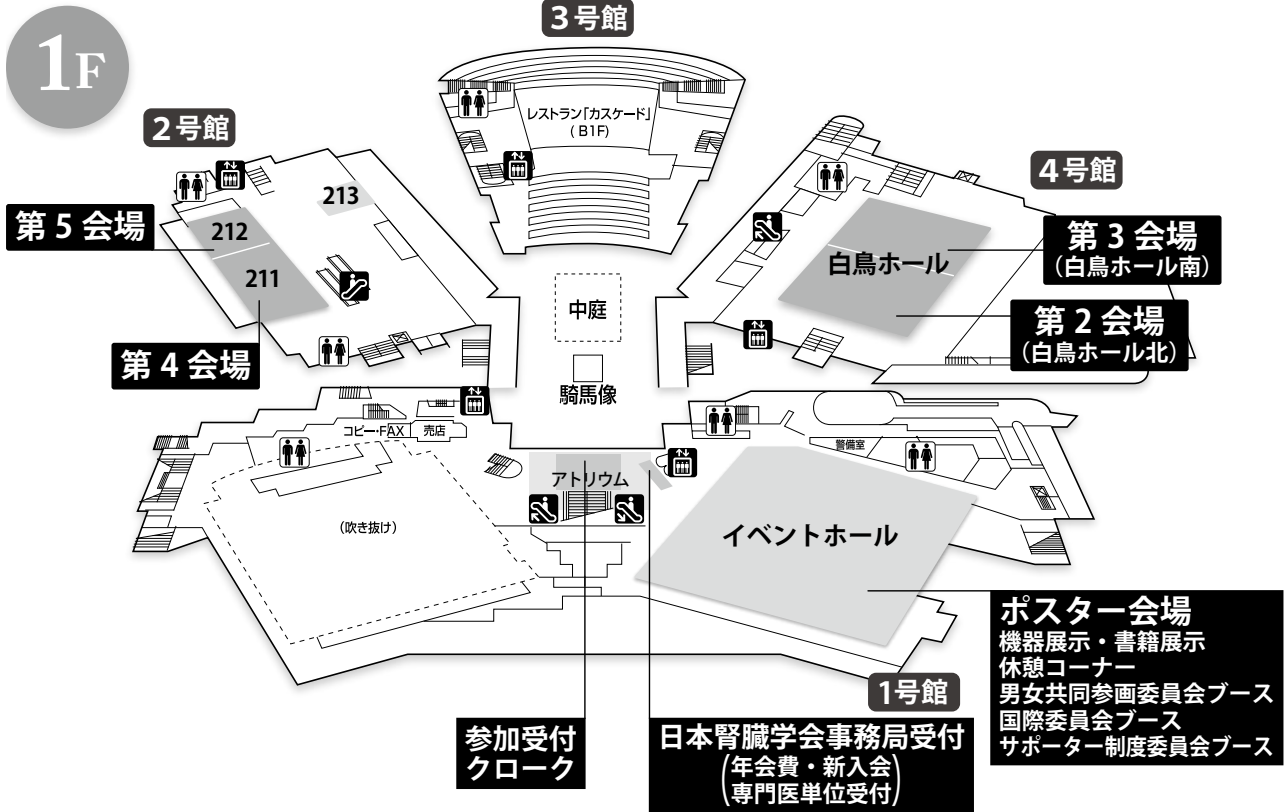 1F
3号館
レストラン「カスケード」
(B1F)
2号館
213
212
211
第5会場
第4会場
4号館
白鳥ホール
第3会場
(白鳥ホール南)
第2会場
(白鳥ホール北)
中庭
騎馬像
コピー・FAX
売店
アトリウム
(吹き抜け)
警備室
イベントホール
1号館
参加受付
クローク
日本腎臓学会事務局受付
(年会費・新入会
専門医単位受付)
ポスター会場
機器展示・書籍展示
休憩コーナー
男女共同参画委員会ブース
国際委員会ブース
サポーター制度委員会ブース